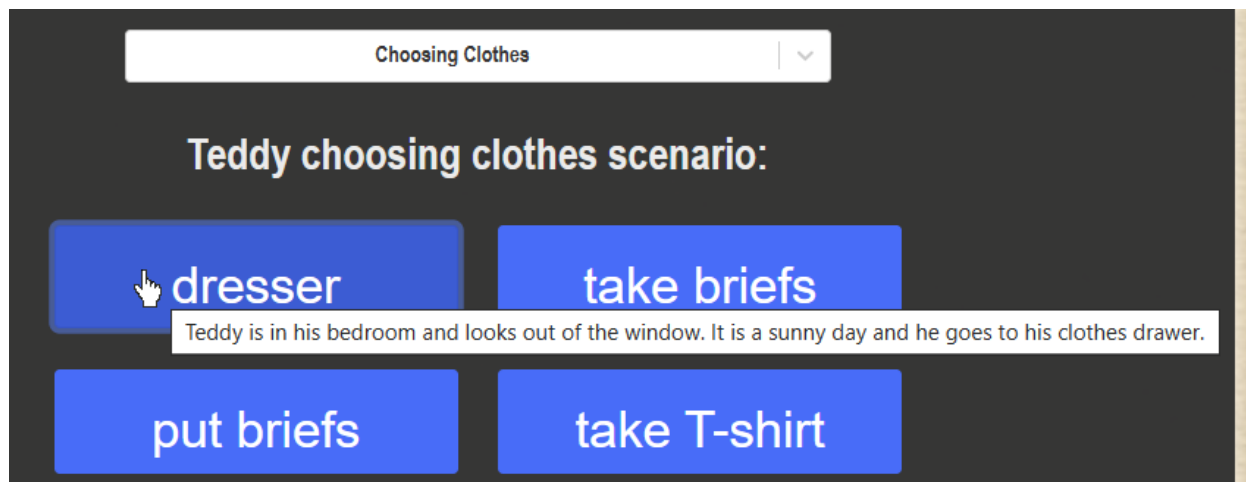 Choosing Clothes
Teddy choosing clothes scenario:
dresser
take briefs
Teddy is in his bedroom and looks out of the window. It is a sunny day and he goes to his clothes drawer.
put briefs
take T-shirt